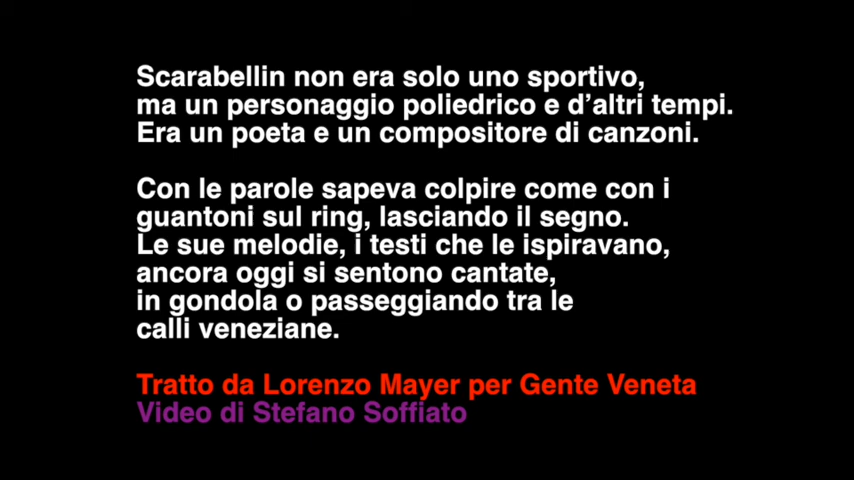 Scarabellin non era solo uno sportivo,
ma un personaggio poliedrico e d’altri tempi.
Era un poeta e un compositore di canzoni.
Con le parole sapeva colpire come con i
guantoni sul ring, lasciando il segno.
Le sue melodie, i testi che le ispiravano,
ancora oggi si sentono cantate,
in gondola o passeggiando tra le
calli veneziane.
Tratto da Lorenzo Mayer per Gente Veneta
Video di Stefano Soffiato